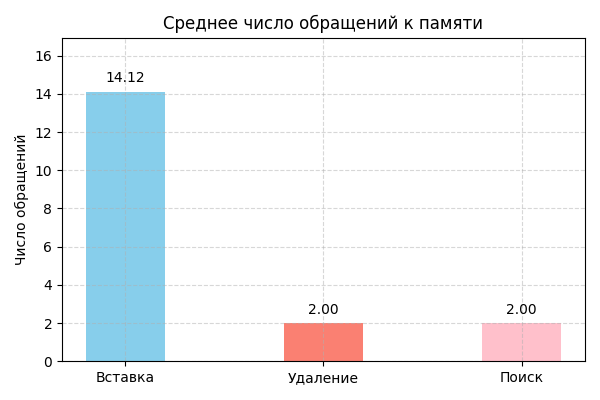 Среднее число обращений к памяти
Число обращений
16
14
12
10
8
6
4
2
0
14.12
2.00
2.00
Вставка
Удаление
Поиск